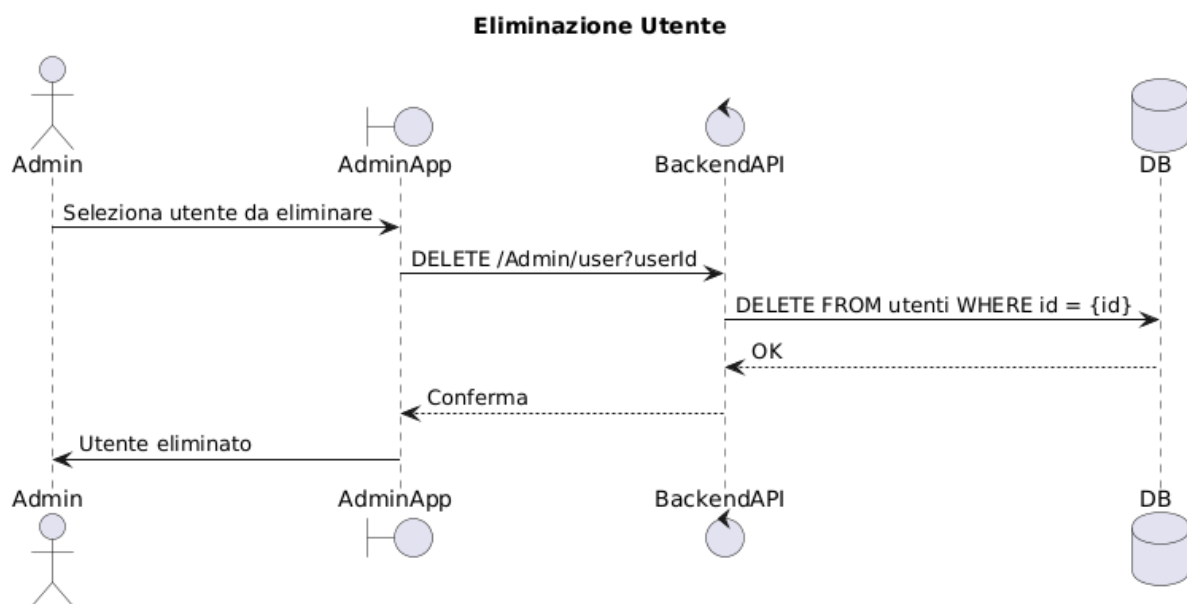 Eliminazione Utente
Admin
AdminApp
BackendAPI
DB
Seleziona utente da eliminare
DELETE /Admin/user?userId
DELETE FROM utenti WHERE id = {id}
OK
Conferma
Utente eliminato
Admin
AdminApp
BackendAPI
DB